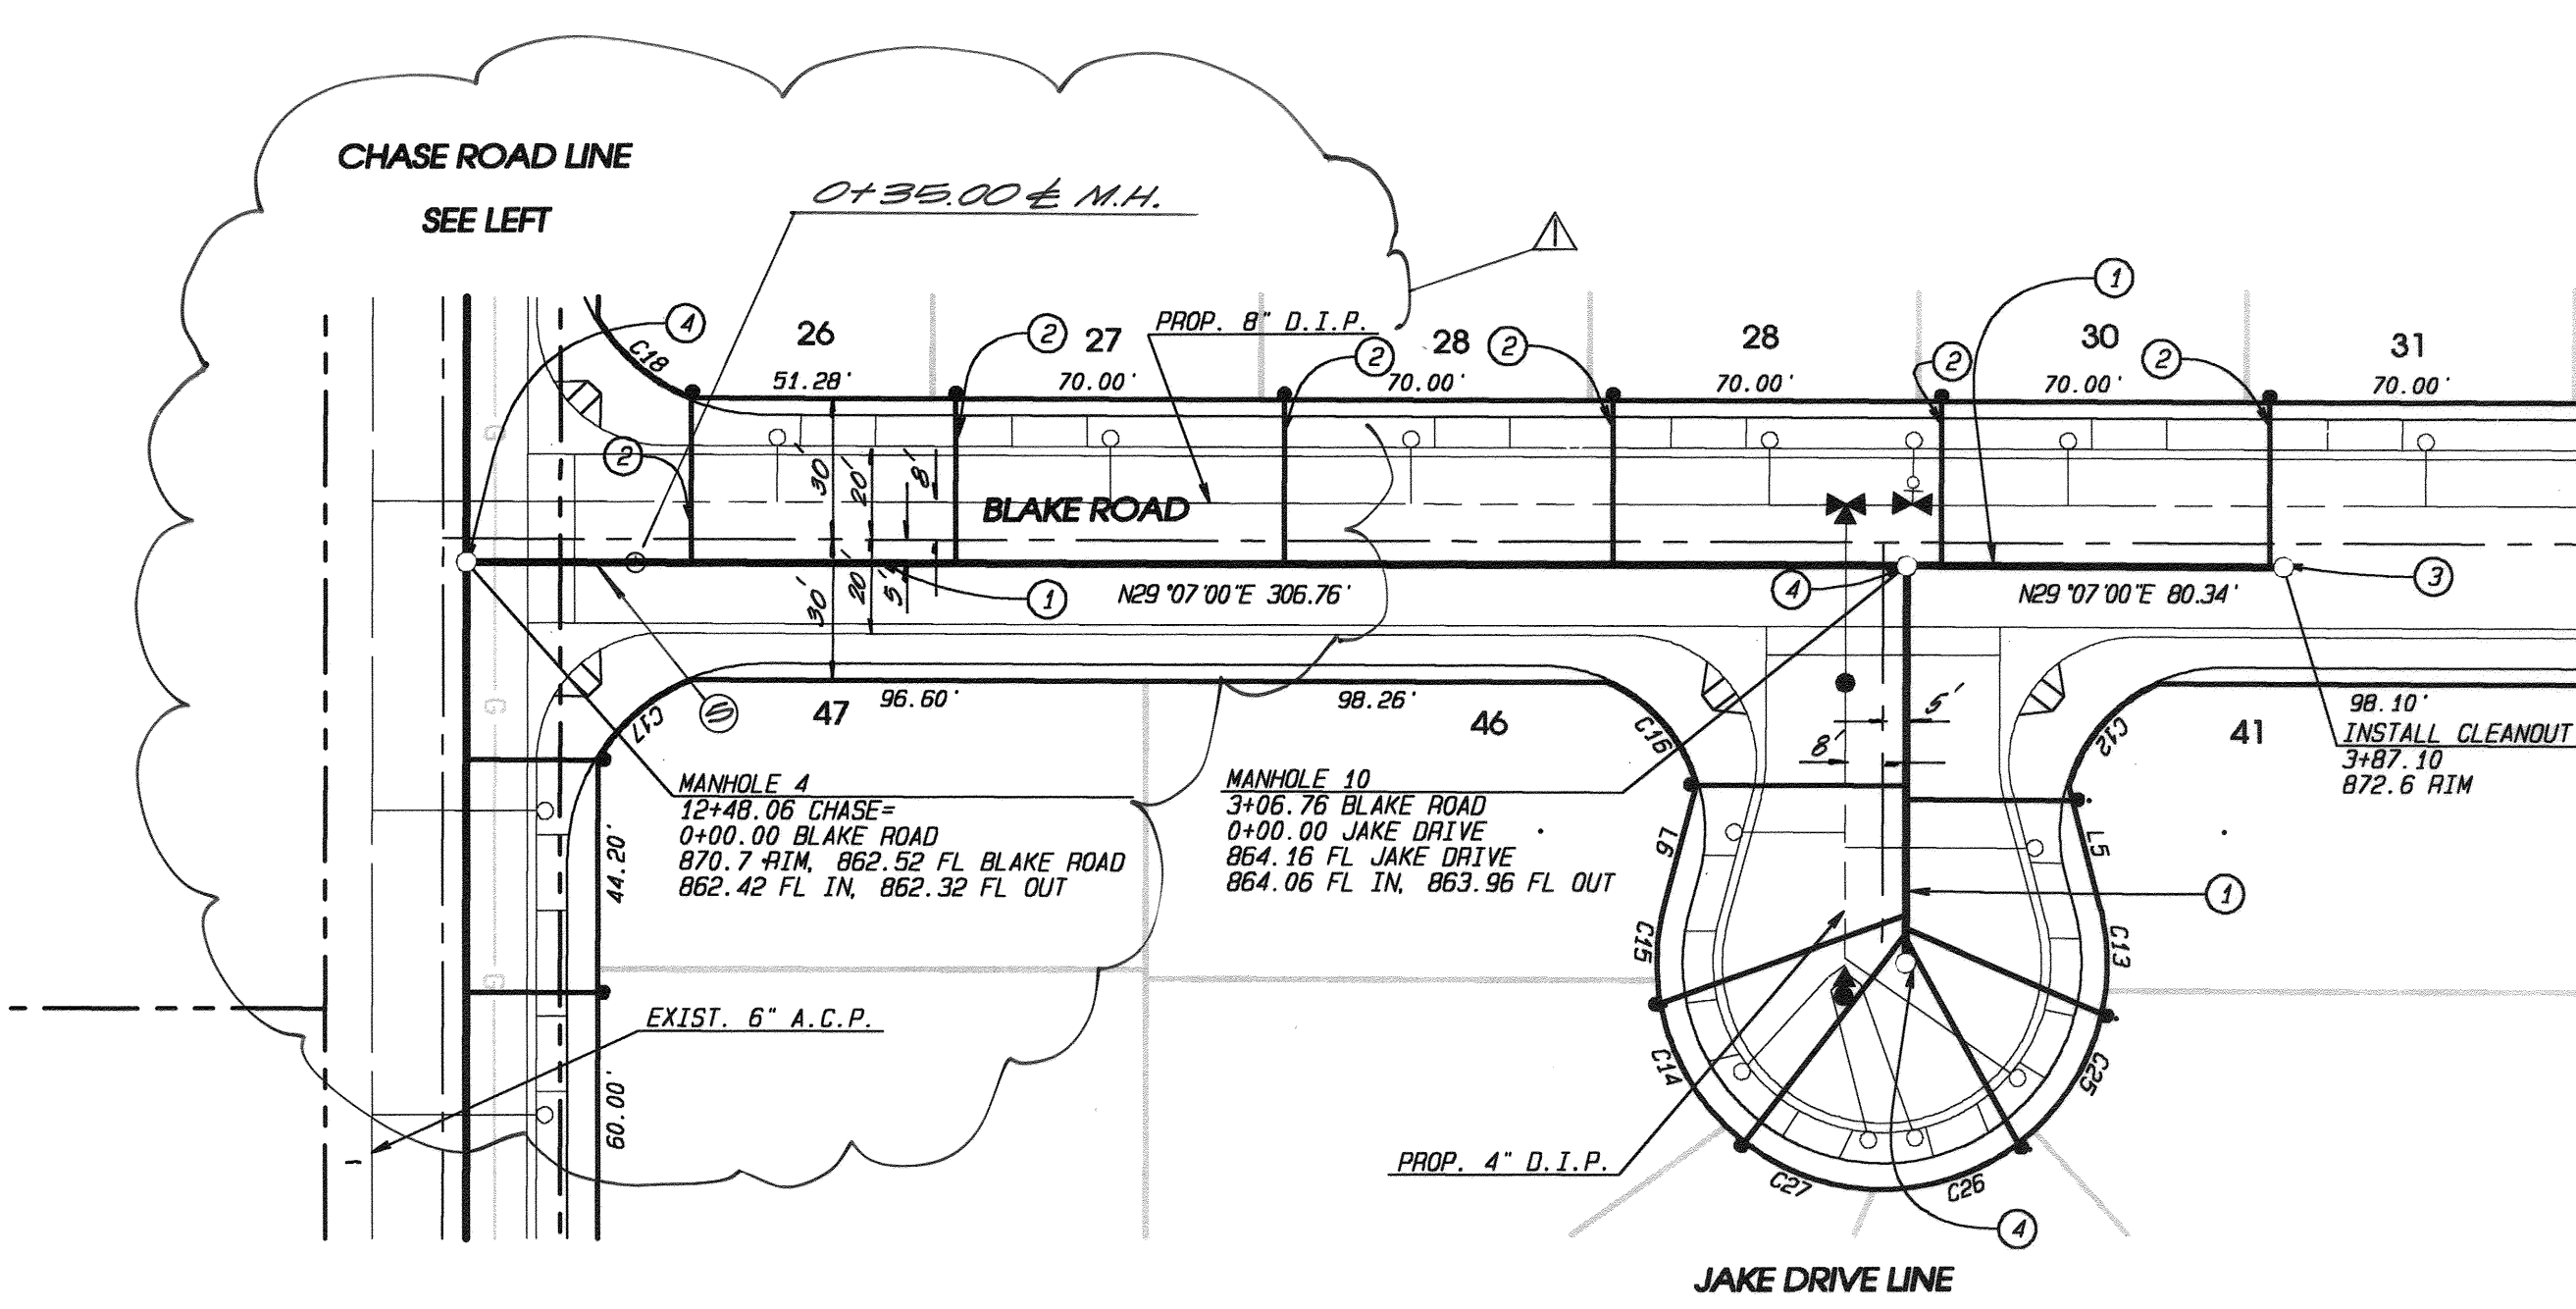 CHASE ROAD LINE
SEE LEFT
0+35.00 ℄ M.H.
1
1
4
26
2
27
PROP. 8" D.I.P.
2
28
2
28
2
30
2
31
C18
51.28'
70.00'
70.00'
70.00'
70.00'
70.00'
G
2
30'
20'
8'
BLAKE ROAD
30'
20'
5'
1
N29°07'00"E 306.76'
4
N29°07'00"E 80.34'
3
C17
5
47
96.60'
98.26'
46
C16
5'
8'
C12
41
98.10'
INSTALL CLEANOUT
3+87.10
872.6 RIM
G
MANHOLE 4
12+48.06 CHASE=
0+00.00 BLAKE ROAD
870.7 RIM, 862.52 FL BLAKE ROAD
862.42 FL IN, 862.32 FL OUT
MANHOLE 10
3+06.76 BLAKE ROAD
0+00.00 JAKE DRIVE
864.16 FL JAKE DRIVE
864.06 FL IN, 863.96 FL OUT
44.20'
L6
L5
1
C15
C13
G
EXIST. 6" A.C.P.
C14
C25
60.00'
PROP. 4" D.I.P.
C27
C26
4
JAKE DRIVE LINE